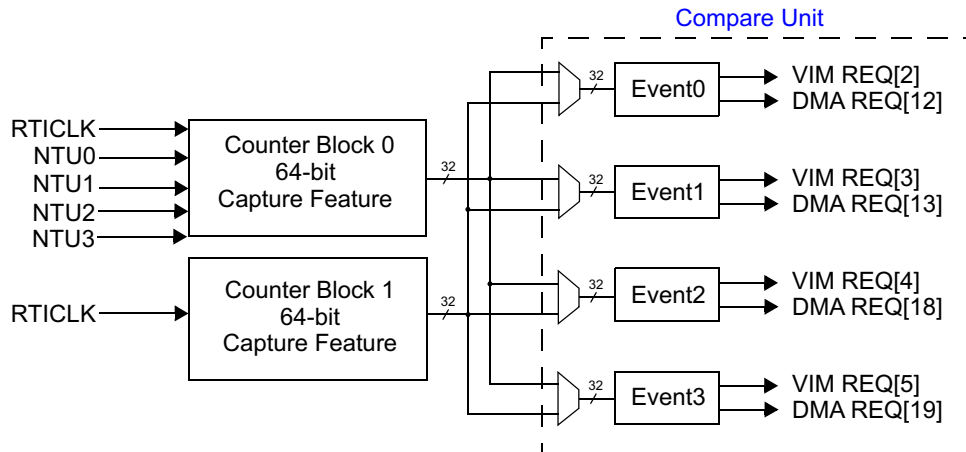 Compare Unit
32
Event0
VIM REQ[2]
DMA REQ[12]
RTICLK
NTU0
NTU1
NTU2
NTU3
Counter Block 0
64-bit
Capture Feature
32
32
Event1
VIM REQ[3]
DMA REQ[13]
RTICLK
Counter Block 1
64-bit
Capture Feature
32
32
Event2
VIM REQ[4]
DMA REQ[18]
32
Event3
VIM REQ[5]
DMA REQ[19]